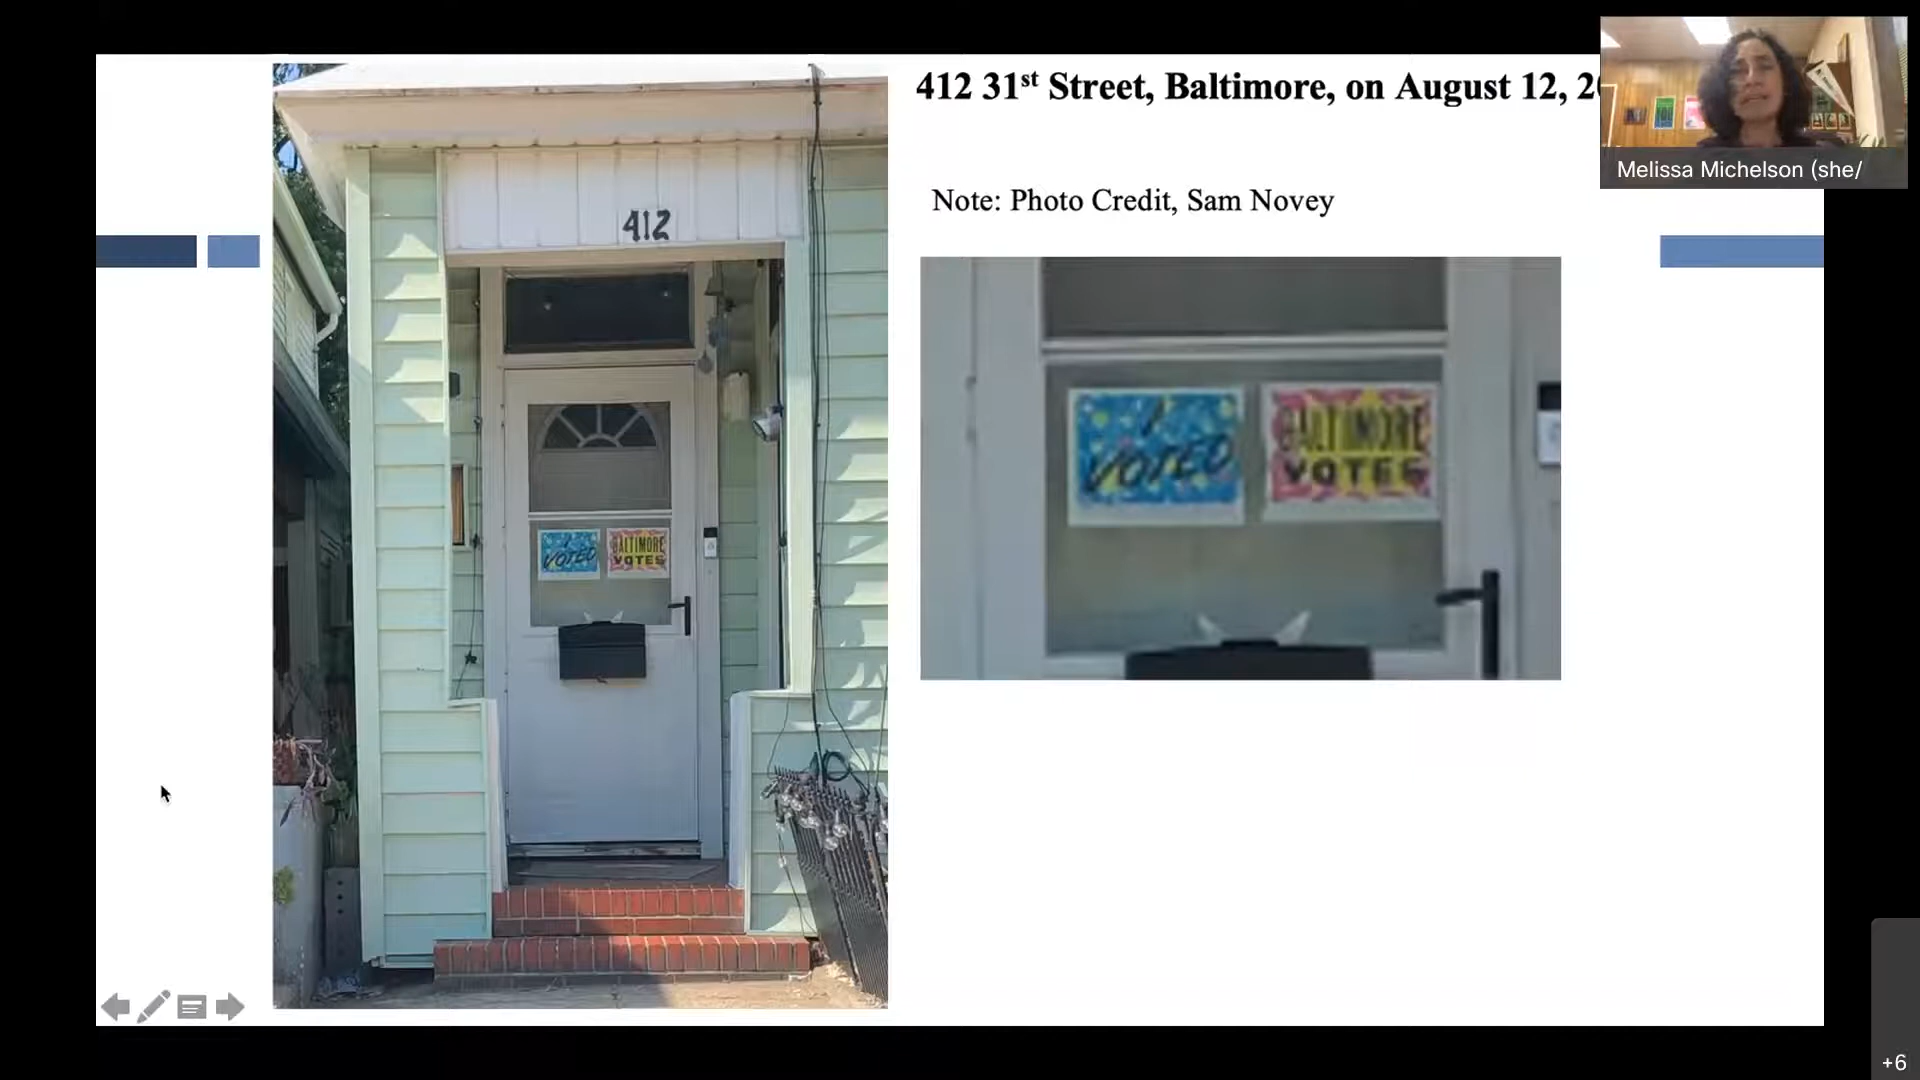 412 31st Street, Baltimore, on August 12, 20
Note: Photo Credit, Sam Novey
412
I
VOTED
BALTIMORE
VOTES
I
VOTED
BALTIMORE
VOTES
Melissa Michelson (she/
+6